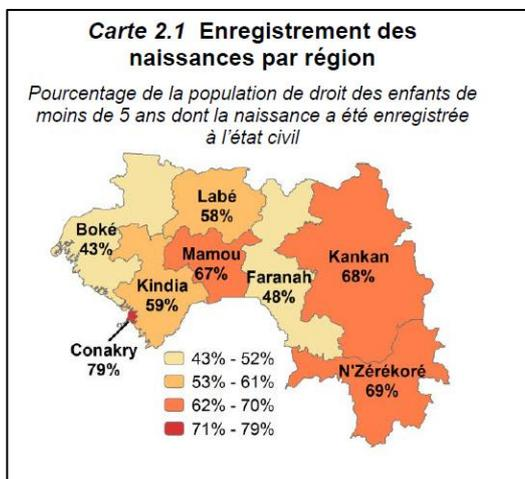 Carte 2.1 Enregistrement des
naissances par région
Pourcentage de la population de droit des enfants de
moins de 5 ans dont la naissance a été enregistrée
à l’état civil
Labé
58%
Boké
43%
Mamou
67%
Kankan
68%
Kindia
59%
Faranah
48%
Conakry
79%
N'Zérékoré
69%
43% - 52%
53% - 61%
62% - 70%
71% - 79%